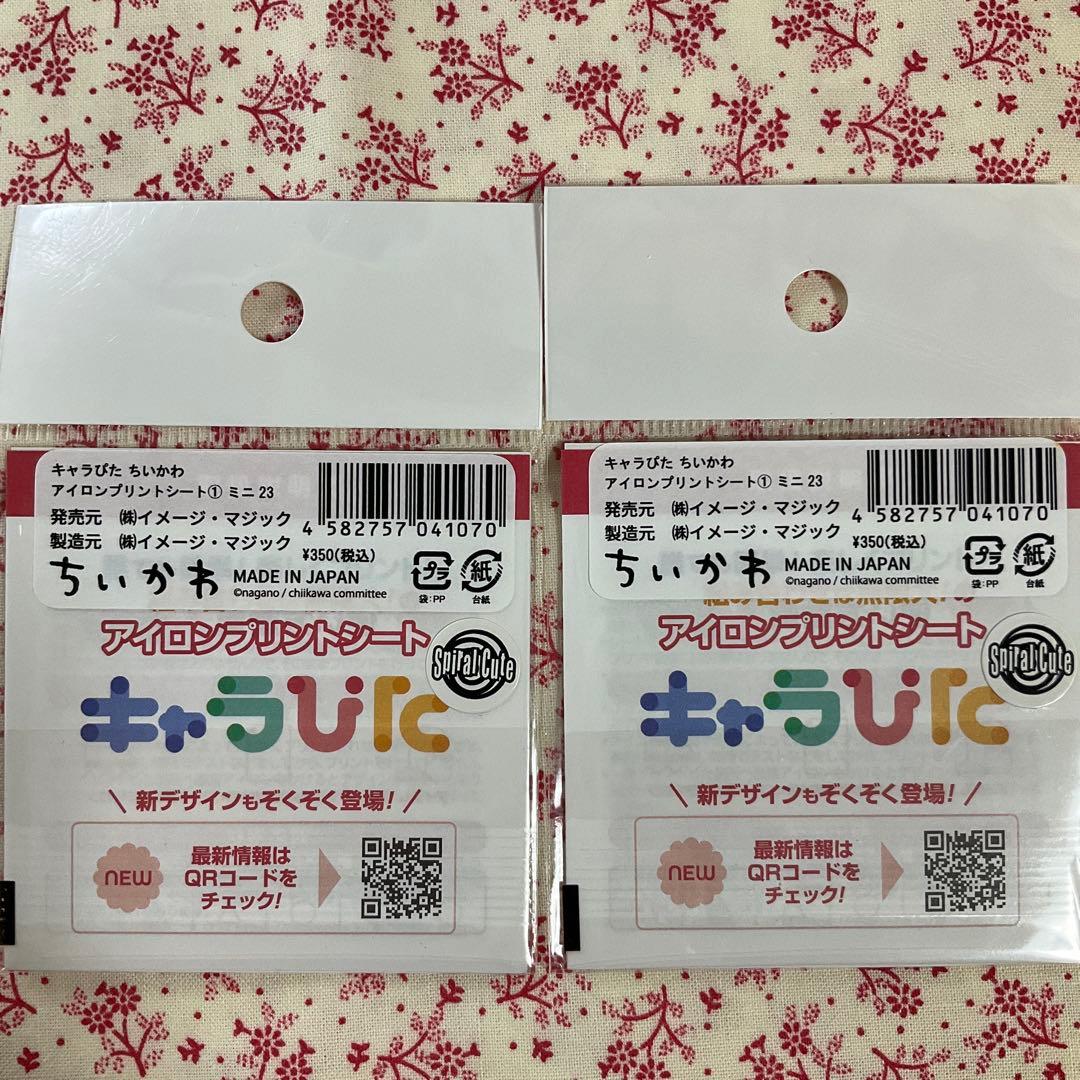 キャラぴた ちいかわ
アイロンプリントシート① ミニ 23
発売元 ㈱イメージ・マジック
製造元 ㈱イメージ・マジック
4 582757 041070
¥350(税込)
ちいかわ MADE IN JAPAN
©nagano / chiikawa committee
プラ
袋:PP
紙
台紙
アイロンプリントシート
Spiral Cute
キャラぴた
\ 新デザインもぞくぞく登場! /
NEW
最新情報は
QRコードを
チェック!
キャラぴた ちいかわ
アイロンプリントシート① ミニ 23
発売元 ㈱イメージ・マジック
製造元 ㈱イメージ・マジック
4 582757 041070
¥350(税込)
ちいかわ MADE IN JAPAN
©nagano / chiikawa committee
プラ
袋:PP
紙
台紙
アイロンプリントシート
Spiral Cute
キャラぴた
\ 新デザインもぞくぞく登場! /
NEW
最新情報は
QRコードを
チェック!